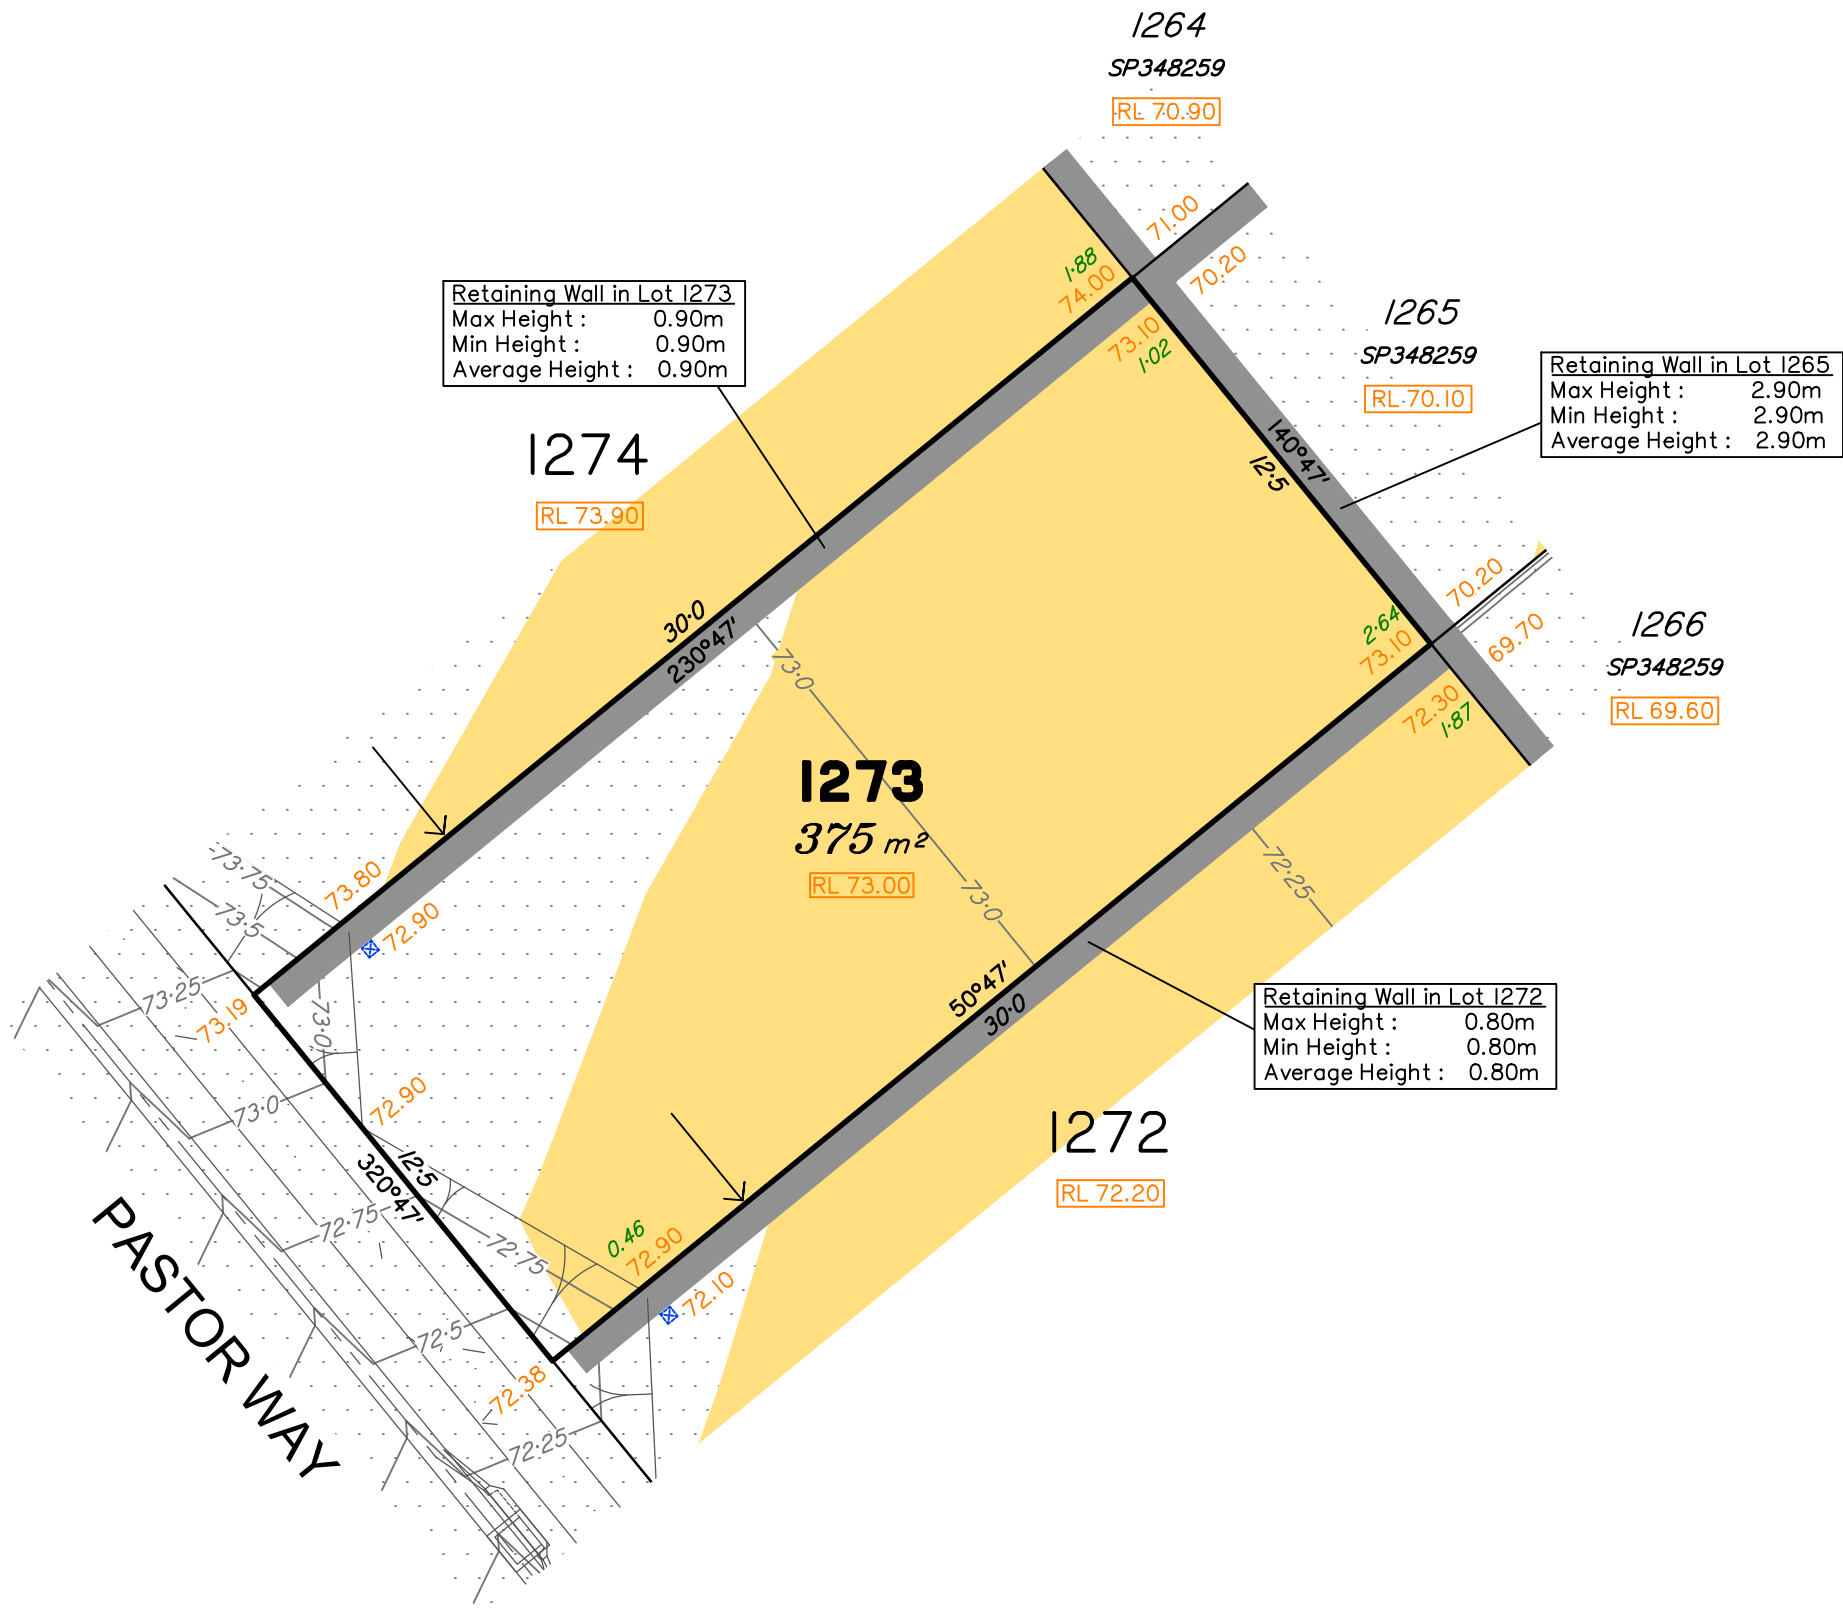 1264
SP348259
RL 70.90
71.00
70.20
1·88
74.00
73.10
1·02
Retaining Wall in Lot 1273
Max Height : 0.90m
Min Height : 0.90m
Average Height : 0.90m
1265
SP348259
RL 70.10
Retaining Wall in Lot 1265
Max Height : 2.90m
Min Height : 2.90m
Average Height : 2.90m
140°47'
12·5
1274
RL 73.90
70.20
69.70
2·64
73.10
72.30
1·87
1266
SP348259
RL 69.60
30·0
230°47'
73·0
1273
375 m²
RL 73.00
73·0
72·25
73·75
73·5
73.80
72.90
73·25
73.19
73·0
73·0
72.90
50°47'
30·0
Retaining Wall in Lot 1272
Max Height : 0.80m
Min Height : 0.80m
Average Height : 0.80m
1272
RL 72.20
12·5
320°47'
72·75
72·75
0.46
72.90
72.10
72·5
72.38
72·25
PASTOR WAY